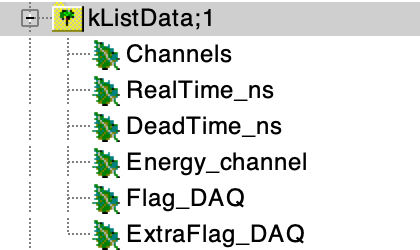 kListData;1
Channels
RealTime_ns
DeadTime_ns
Energy_channel
Flag_DAQ
ExtraFlag_DAQ